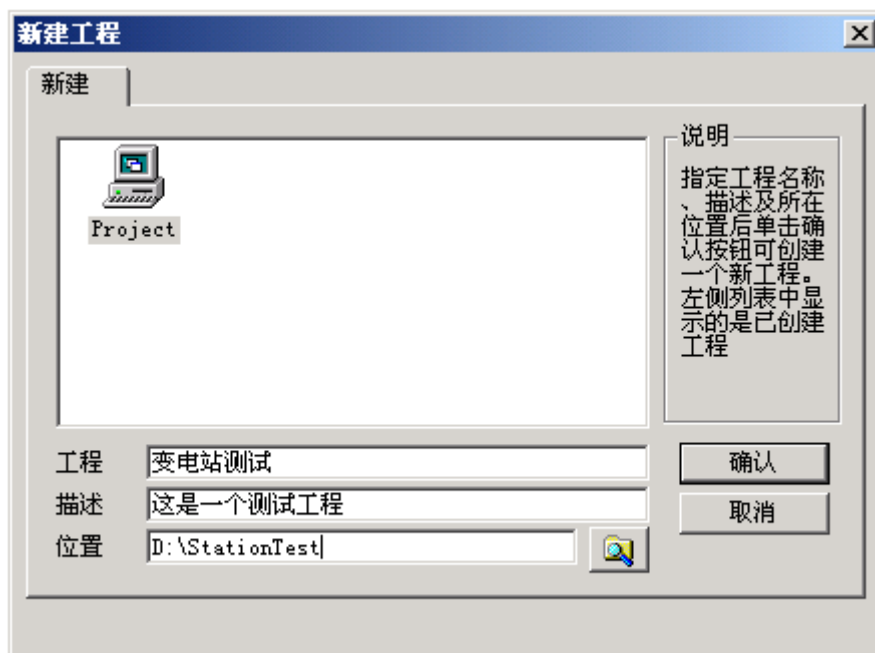 新建工程
新建
Project
说明
指定工程名称
、描述及所在
位置后单击确
认按钮可创建
一个新工程。
左侧列表中显
示的是已创建
工程
工程 变电站测试
确认
描述 这是一个测试工程
取消
位置 D:\StationTest